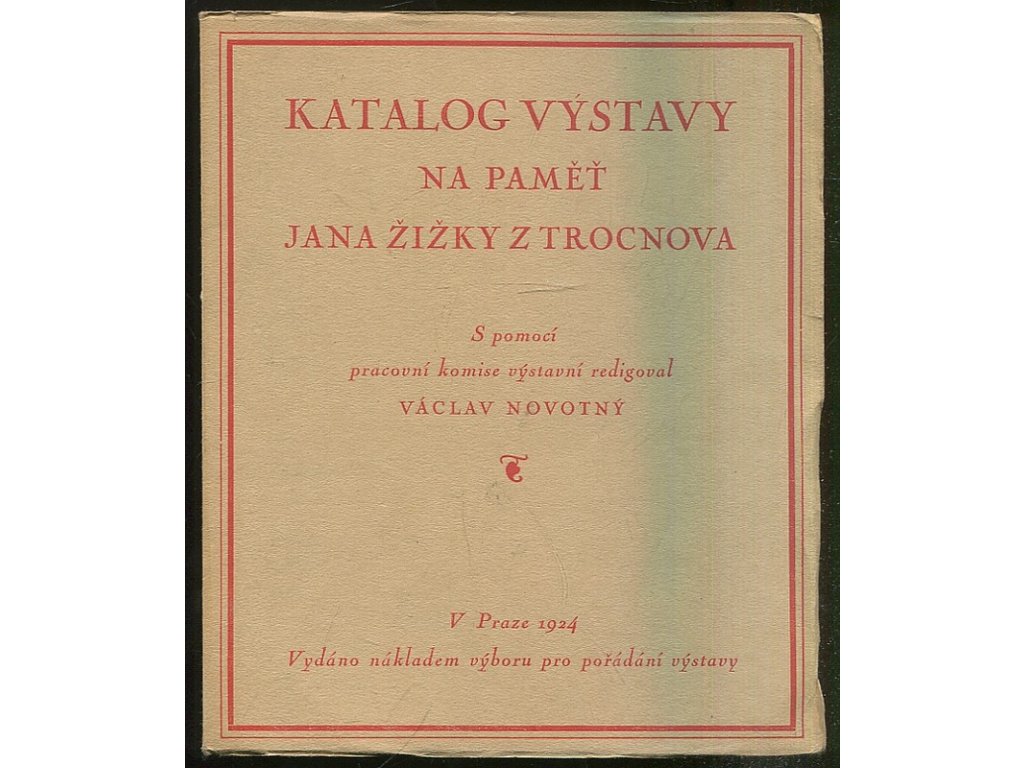 KATALOG VÝSTAVY
NA PAMĚŤ
JANA ŽIŽKY Z TROCNOVA
S pomocí
pracovní komise výstavní redigoval
VÁCLAV NOVOTNÝ
V Praze 1924
Vydáno nákladem výboru pro pořádání výstavy